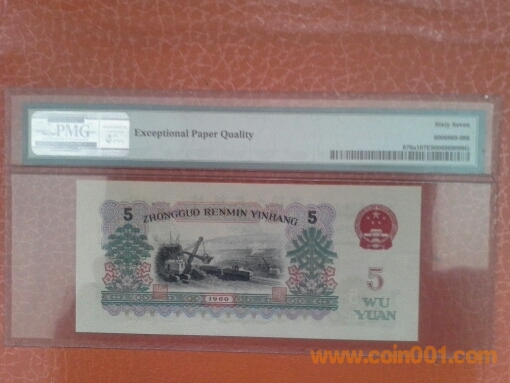 PMG
Exceptional Paper Quality
Sixty Seven
5
ZHONGGUO RENMIN YINHANG
5
1960
5
WU
YUAN
www.coin001.com